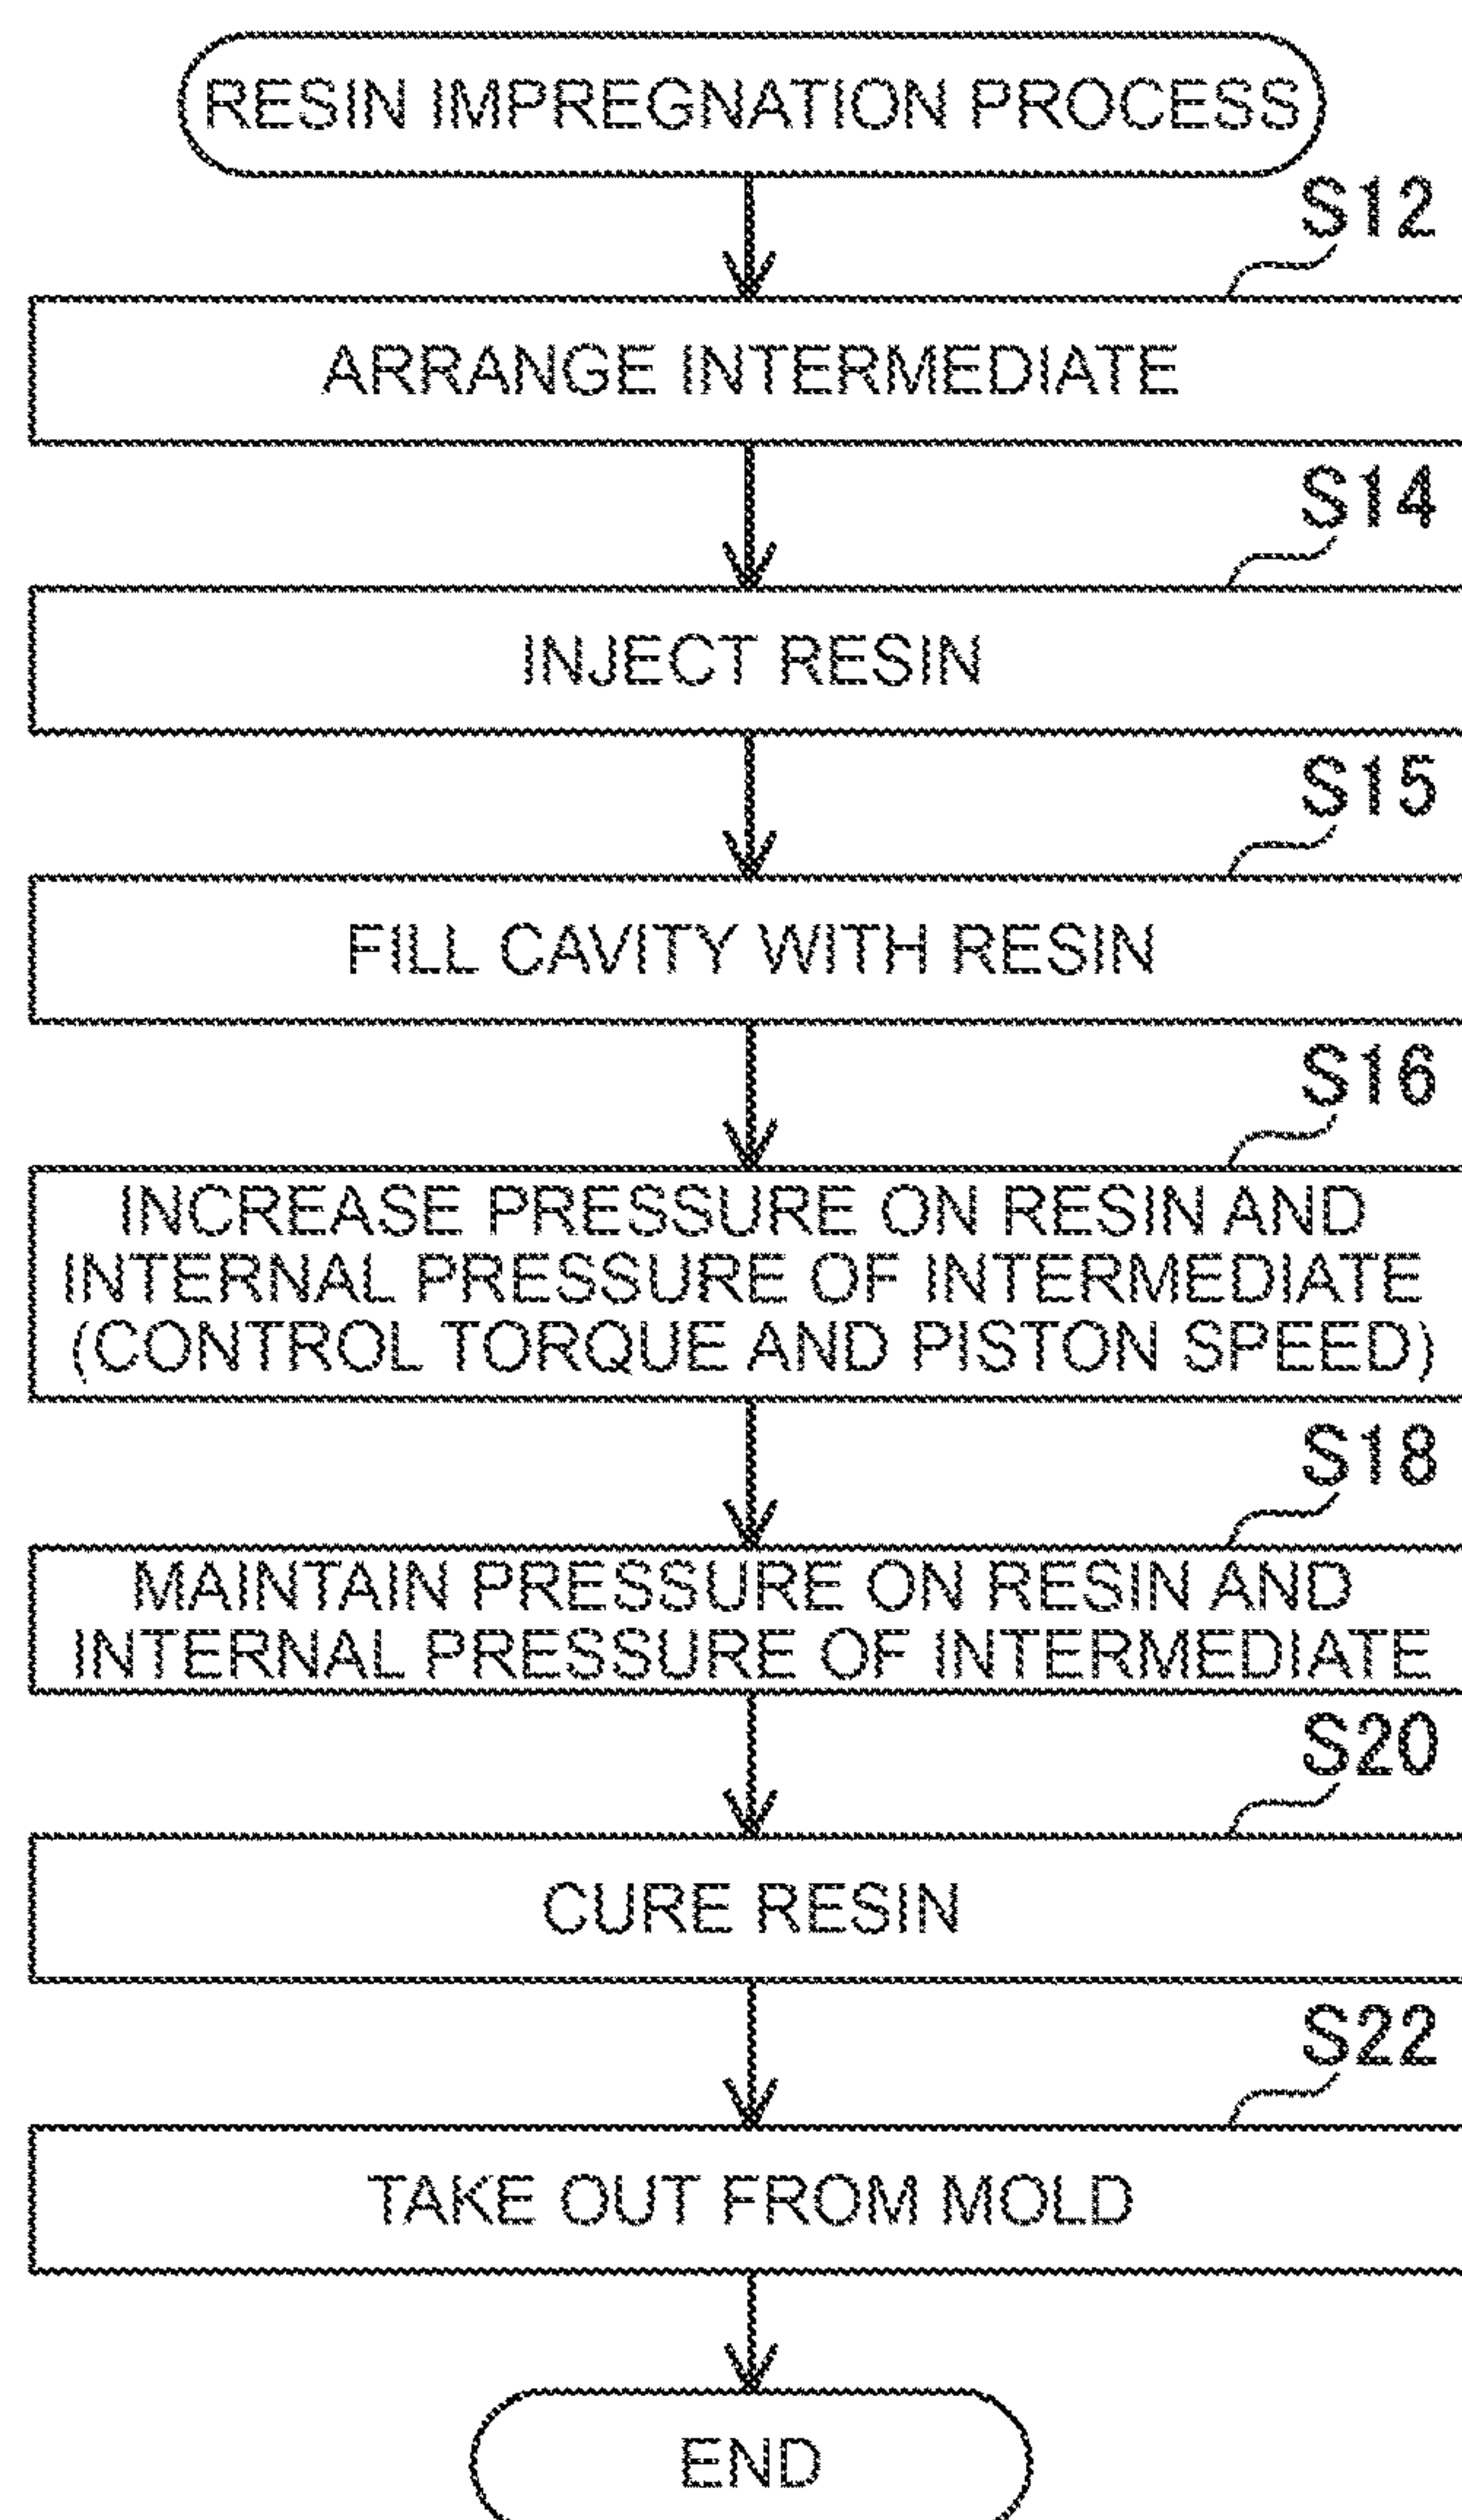 RESIN IMPREGNATION PROCESS
S12
ARRANGE INTERMEDIATE
S14
INJECT RESIN
S15
FILL CAVITY WITH RESIN
S16
INCREASE PRESSURE ON RESIN AND
INTERNAL PRESSURE OF INTERMEDIATE
(CONTROL TORQUE AND PISTON SPEED)
S18
MAINTAIN PRESSURE ON RESIN AND
INTERNAL PRESSURE OF INTERMEDIATE
S20
CURE RESIN
S22
TAKE OUT FROM MOLD
END